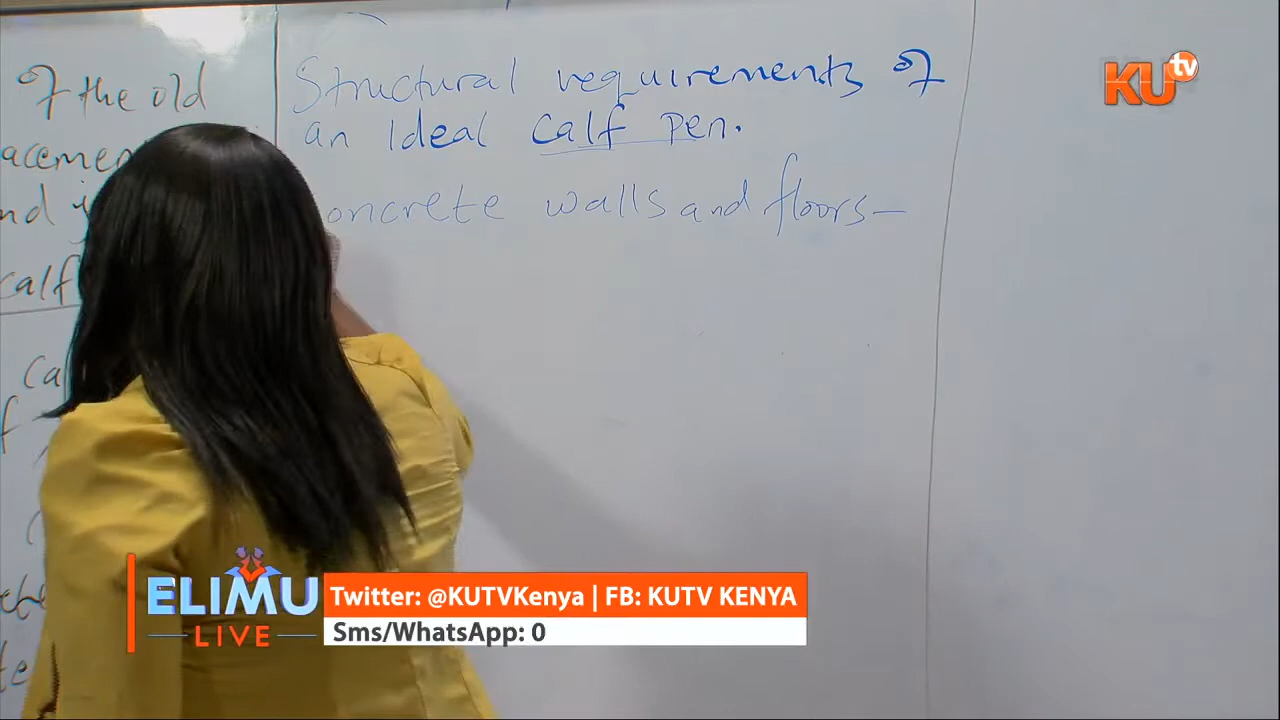 of the old
Structural requirements of
an Ideal calf pen.
oncrete walls and floors-
calf
KU tv
ELIMU
LIVE
Twitter: @KUTVKenya | FB: KUTV KENYA
Sms/WhatsApp: 0